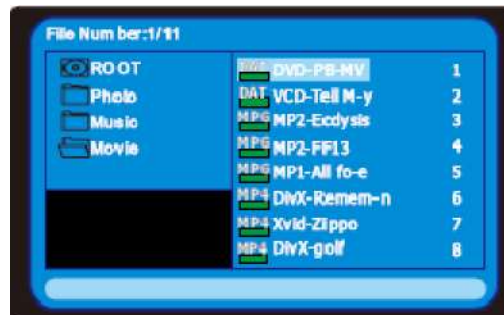 File Num ber:1/11
ROOT
Photo
Music
Movie
DVD-PB-MV 1
DAT VCD-Tell M-y 2
MPG MP2-Ecdysis 3
MPG MP2-FF13 4
MPG MP1-All fo-e 5
MP4 DivX-Remem-n 6
MP4 Xvid-Zippo 7
MP4 DivX-golf 8